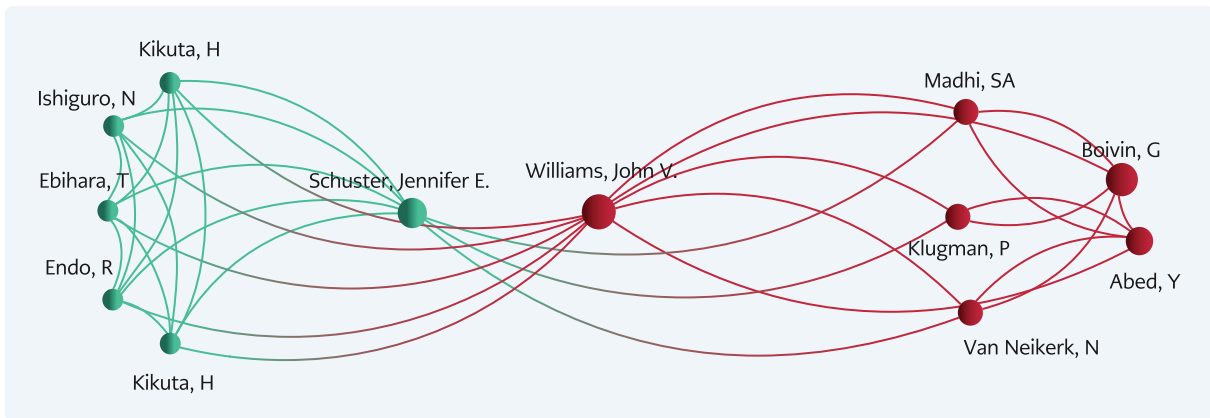 Kikuta, H
Ishiguro, N
Ebihara, T
Endo, R
Kikuta, H
Schuster, Jennifer E.
Williams, John V.
Madhi, SA
Boivin, G
Klugman, P
Abed, Y
Van Neikerk, N